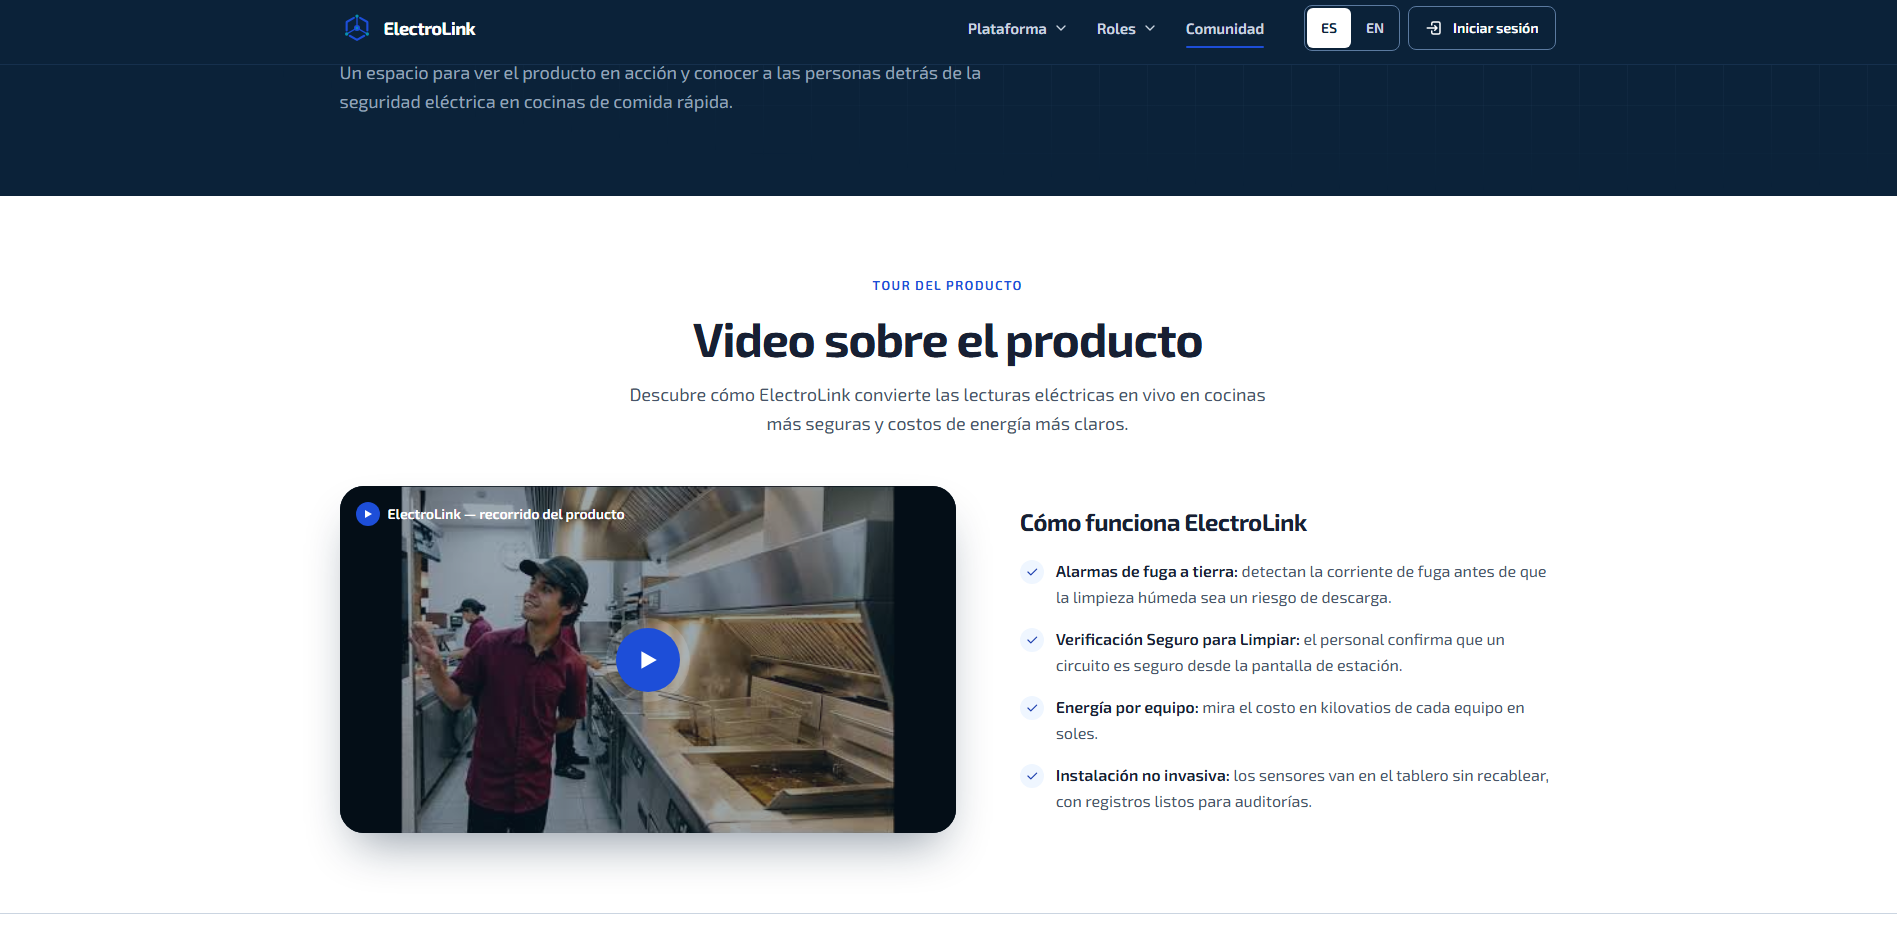 ElectroLink
Plataforma
Roles
Comunidad
ES
EN
Iniciar sesión
Un espacio para ver el producto en acción y conocer a las personas detrás de la
seguridad eléctrica en cocinas de comida rápida.
TOUR DEL PRODUCTO
Video sobre el producto
Descubre cómo ElectroLink convierte las lecturas eléctricas en vivo en cocinas
más seguras y costos de energía más claros.
ElectroLink — recorrido del producto
Cómo funciona ElectroLink
Alarmas de fuga a tierra: detectan la corriente de fuga antes de que
la limpieza húmeda sea un riesgo de descarga.
Verificación Seguro para Limpiar: el personal confirma que un
circuito es seguro desde la pantalla de estación.
Energía por equipo: mira el costo en kilovatios de cada equipo en
soles.
Instalación no invasiva: los sensores van en el tablero sin recablear,
con registros listos para auditorías.